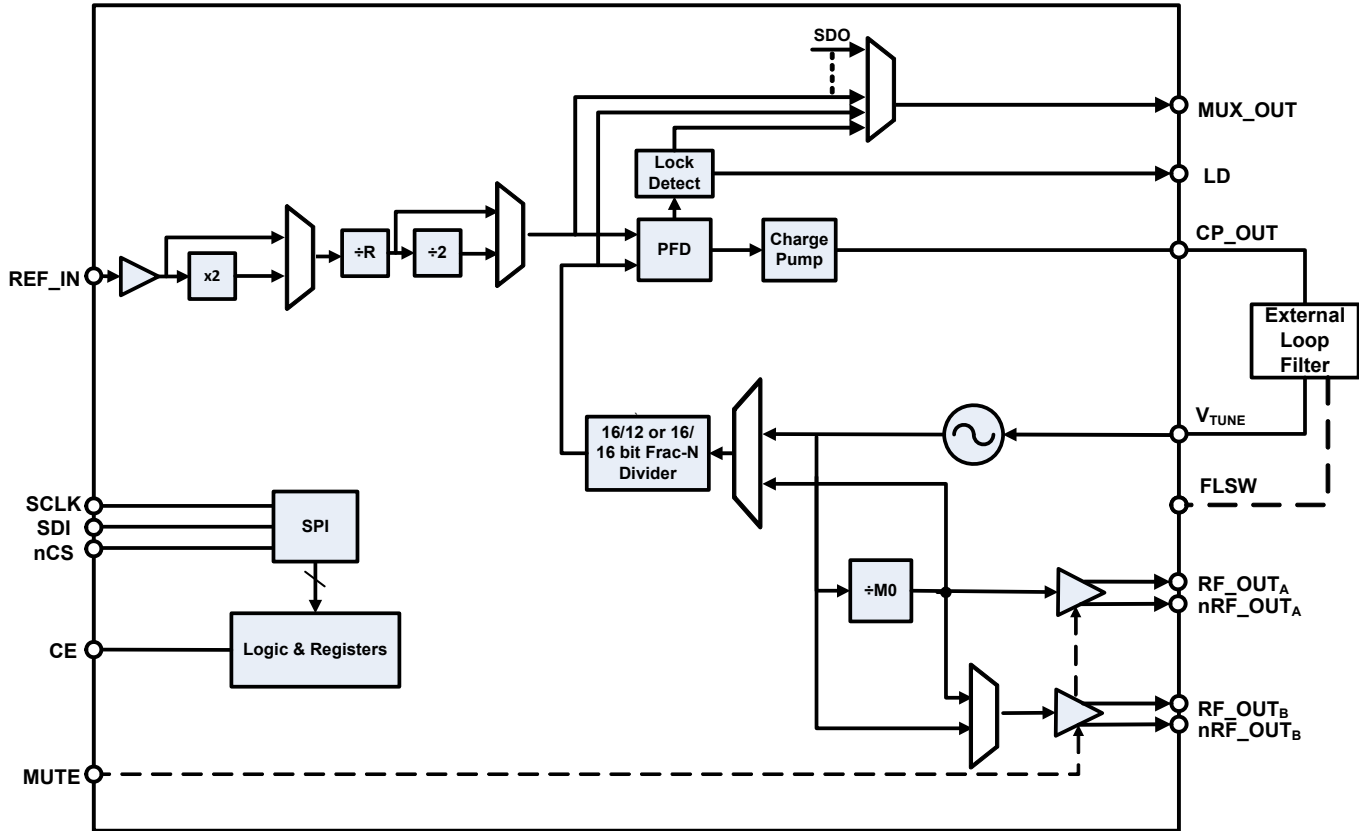 SDO
MUX_OUT
Lock
Detect
LD
CP_OUT
REF_IN
x2
÷R
÷2
PFD
Charge
Pump
External
Loop
Filter
16/12 or 16/
16 bit Frac-N
Divider
VTUNE
FLSW
SCLK
SDI
nCS
SPI
÷M0
RF_OUTA
nRF_OUTA
CE
Logic & Registers
RF_OUTB
nRF_OUTB
MUTE